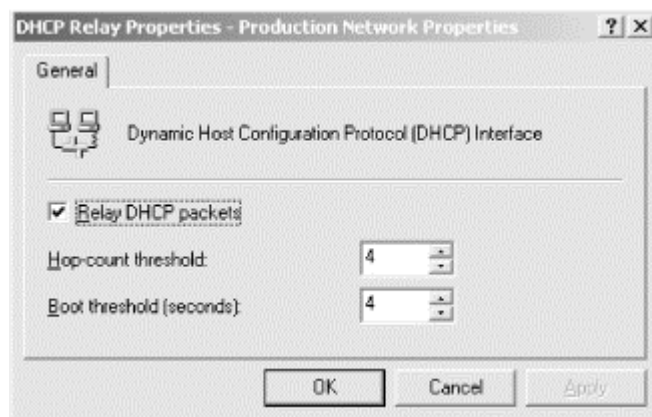 DHCP Relay Properties - Production Network Properties
General
Dynamic Host Configuration Protocol (DHCP) Interface
Relay DHCP packets
Hop-count threshold: 4
Boot threshold (seconds): 4
OK Cancel Apply